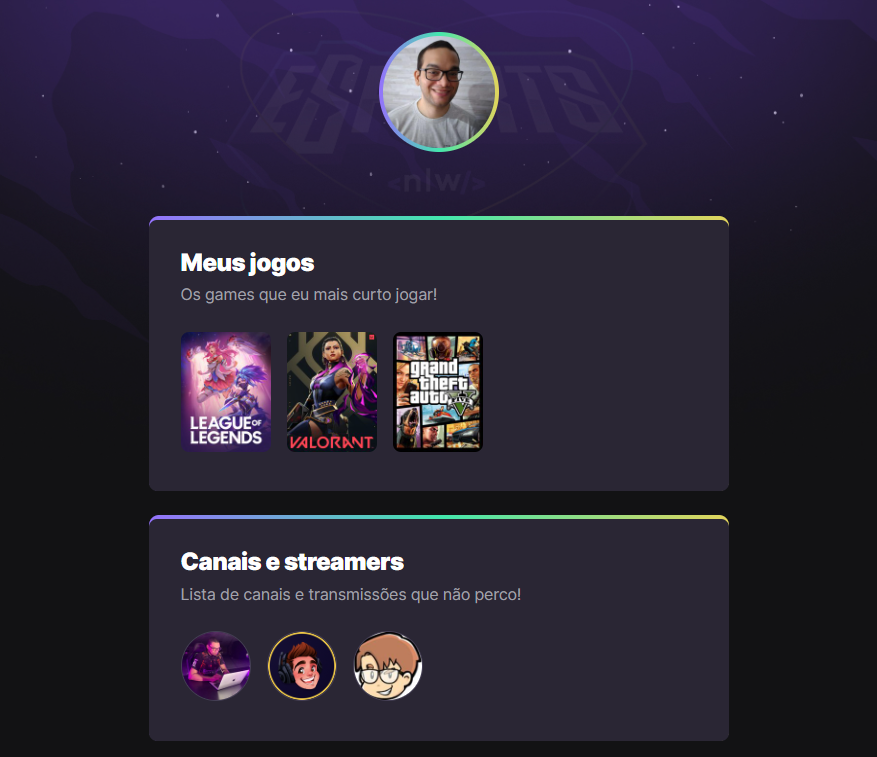 ESPORTS
<nlw/>
Meus jogos
Os games que eu mais curto jogar!
LEAGUE OF
LEGENDS
VALORANT
grand
theft
auto V
FIVE
Canais e streamers
Lista de canais e transmissões que não perco!